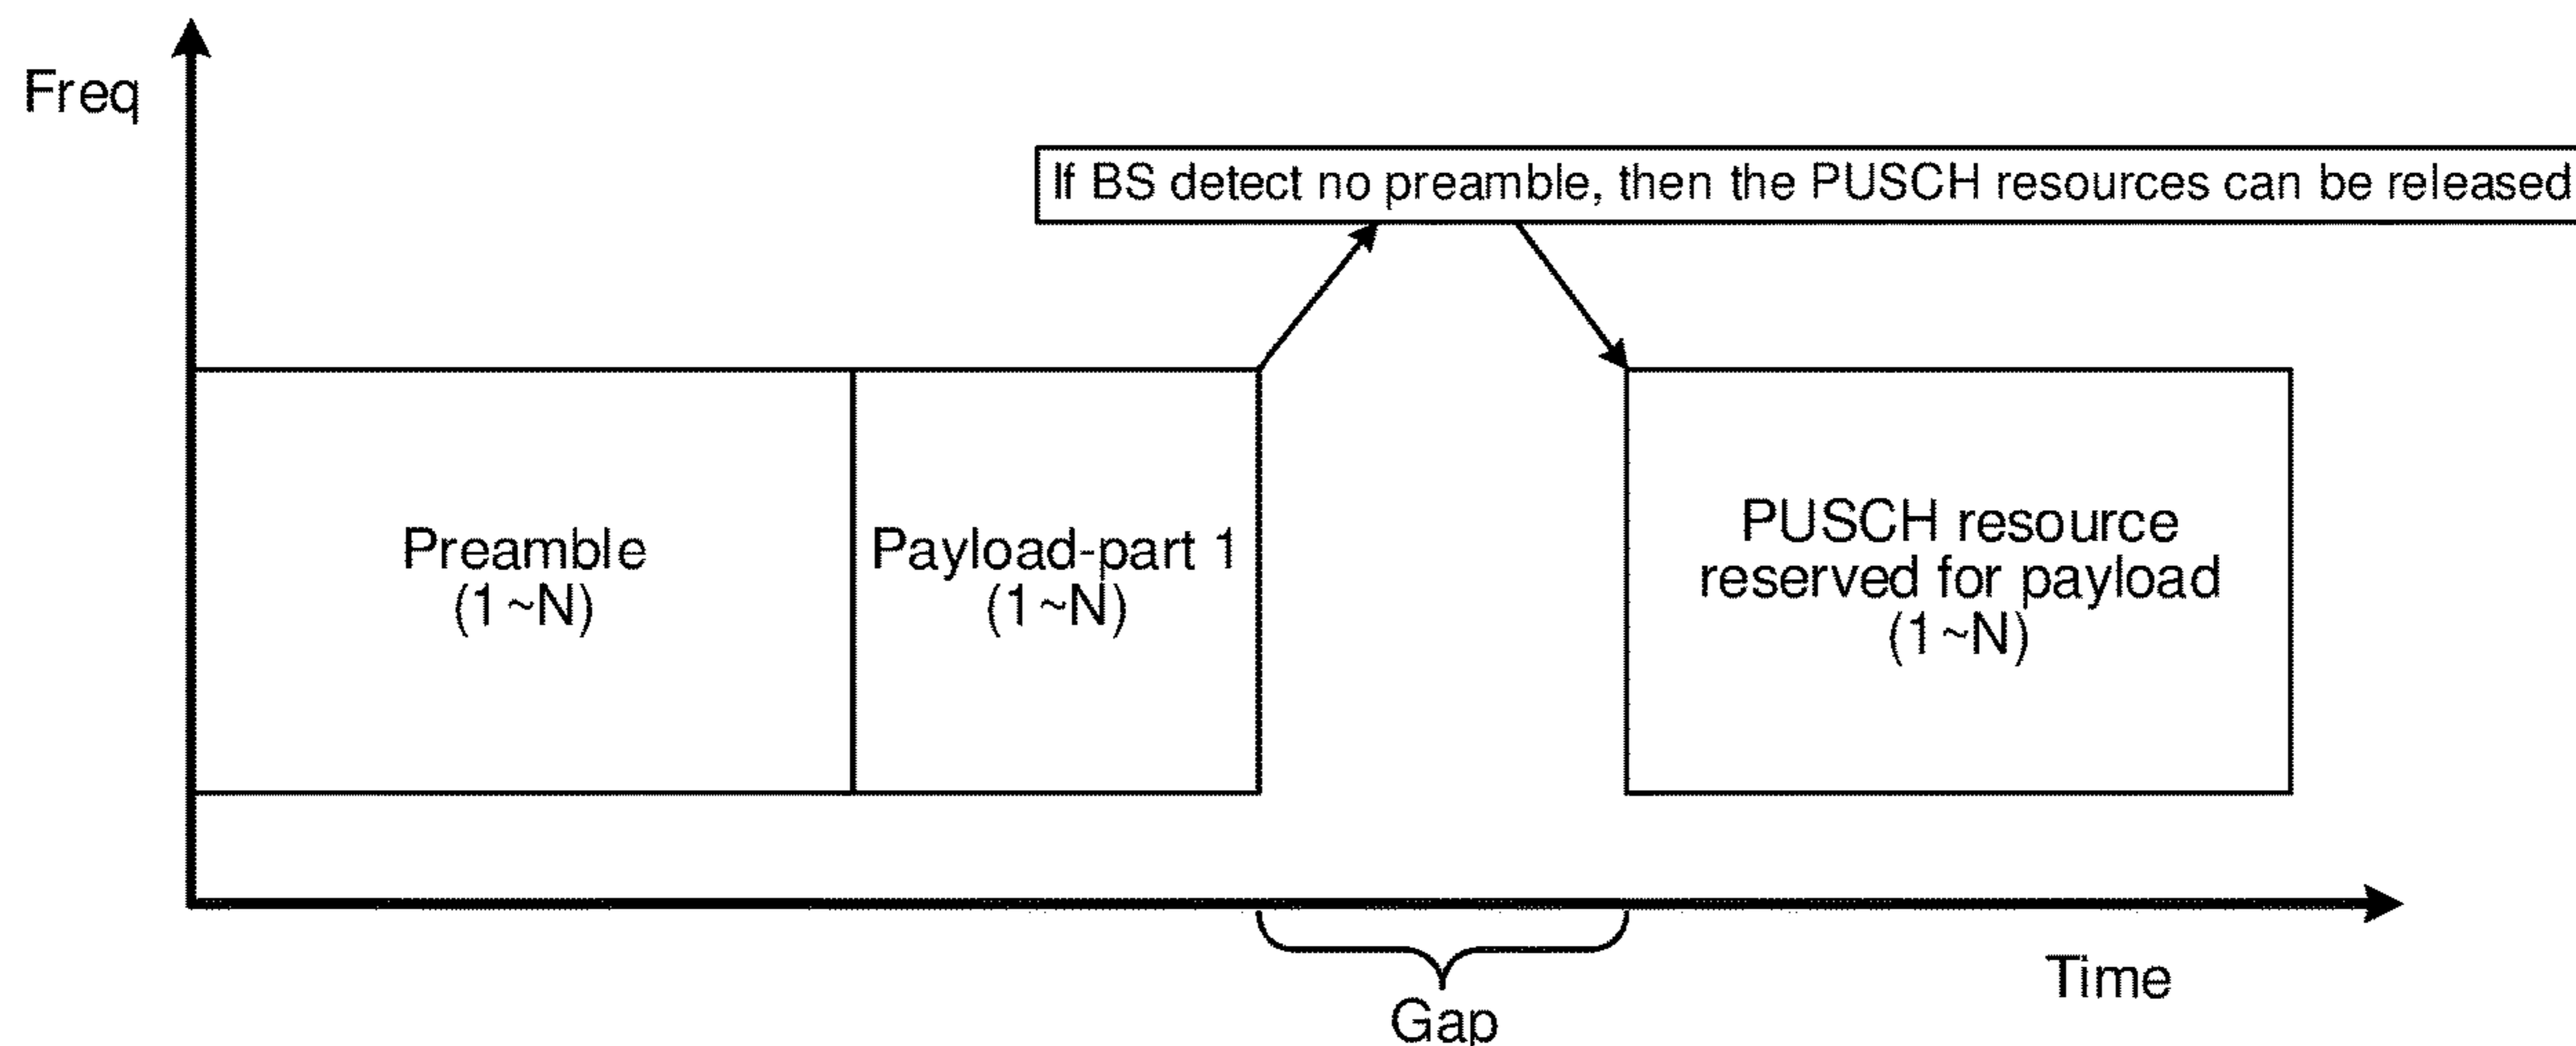 Freq
If BS detect no preamble, then the PUSCH resources can be released
Preamble
(1~N)
Payload-part 1
(1~N)
PUSCH resource
reserved for payload
(1~N)
Time
Gap